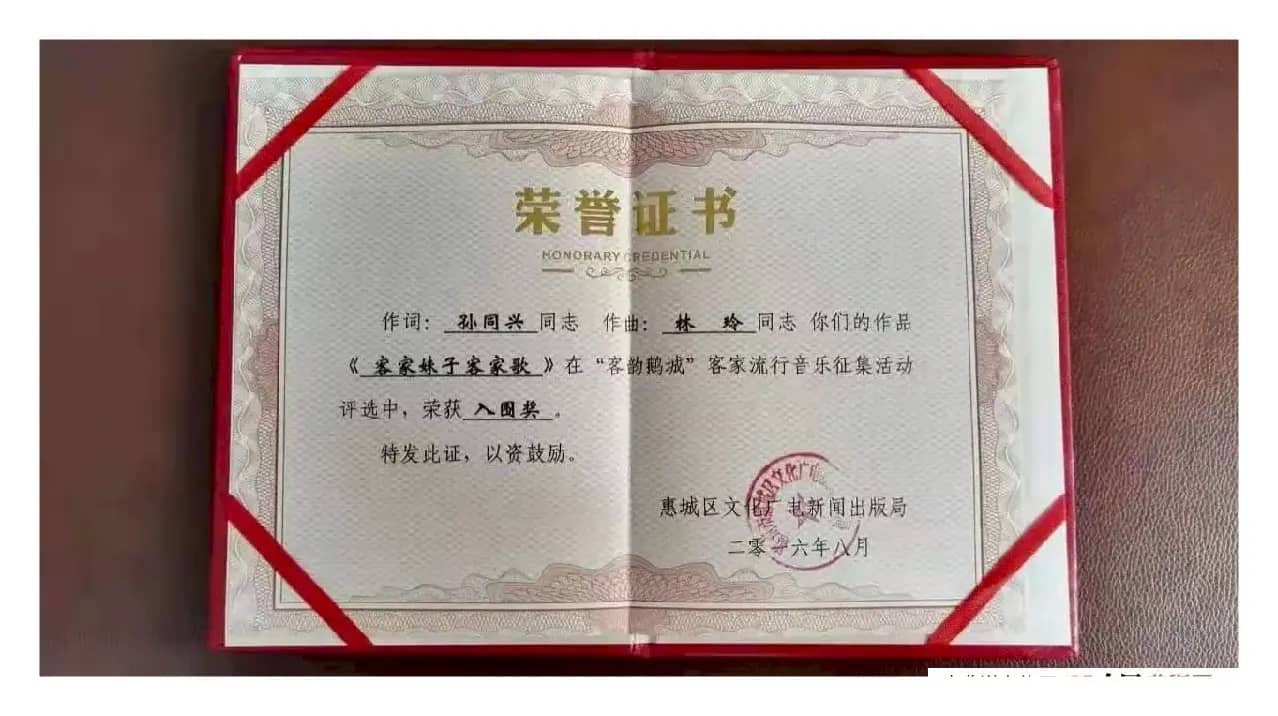 荣誉证书
HONORARY CREDENTIAL
作词: 孙同兴 同志 作曲: 林 玲 同志 你们的作品
《 客家妹子客家歌 》在“客韵鹅城”客家流行音乐征集活动
评选中，荣获 入围奖 。
特发此证，以资鼓励。
惠城区文化广电新闻出版局
二零一六年八月